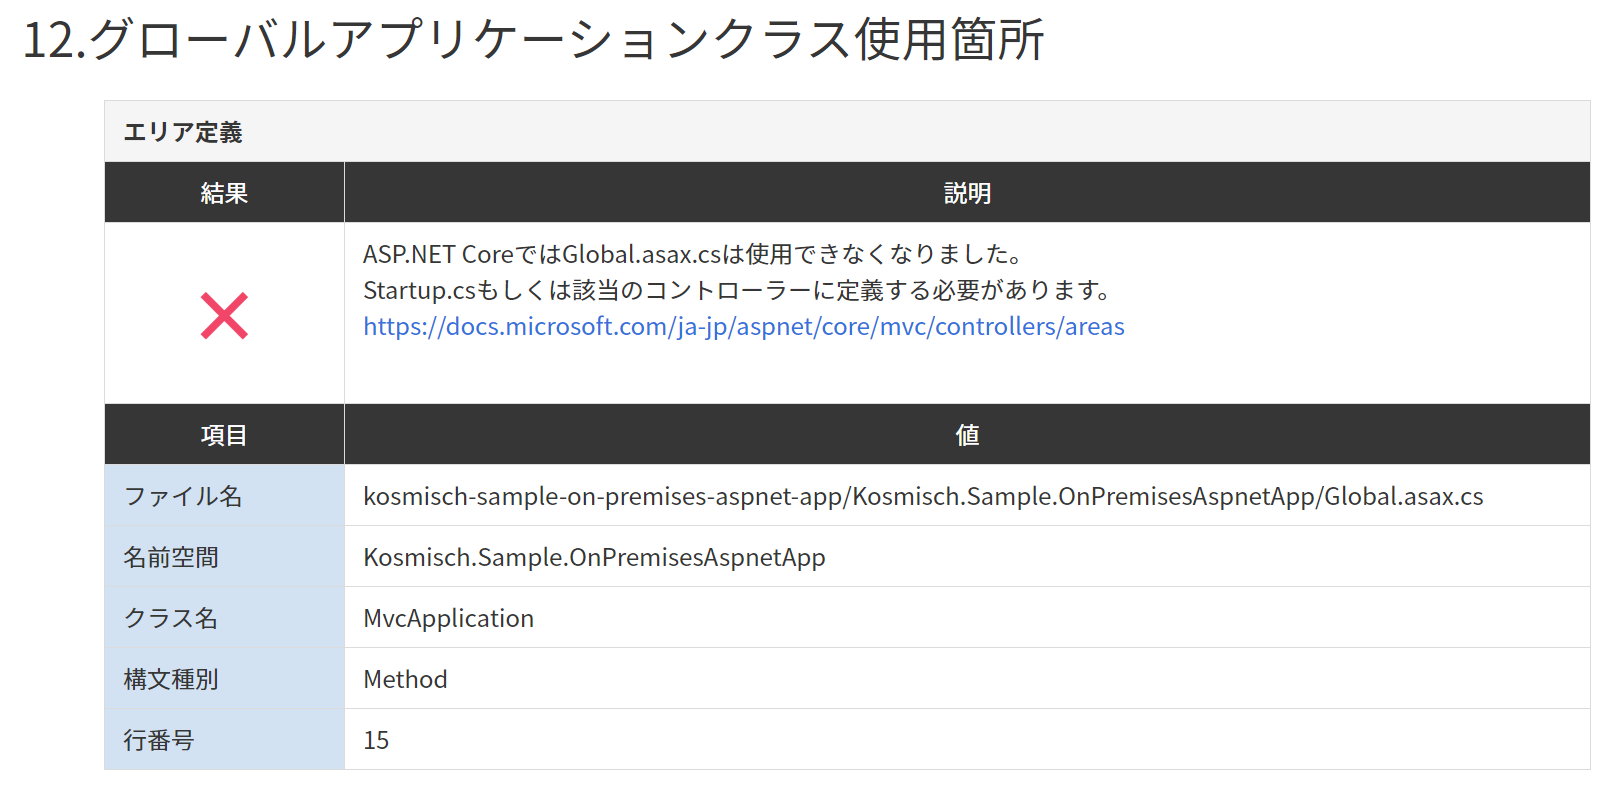 12.グローバルアプリケーションクラス使用箇所
エリア定義
結果 説明
ASP.NET CoreではGlobal.asax.csは使用できなくなりました。
Startup.csもしくは該当のコントローラーに定義する必要があります。
https://docs.microsoft.com/ja-jp/aspnet/core/mvc/controllers/areas
項目 値
ファイル名 kosmisch-sample-on-premises-aspnet-app/Kosmisch.Sample.OnPremisesAspnetApp/Global.asax.cs
名前空間 Kosmisch.Sample.OnPremisesAspnetApp
クラス名 MvcApplication
構文種別 Method
行番号 15